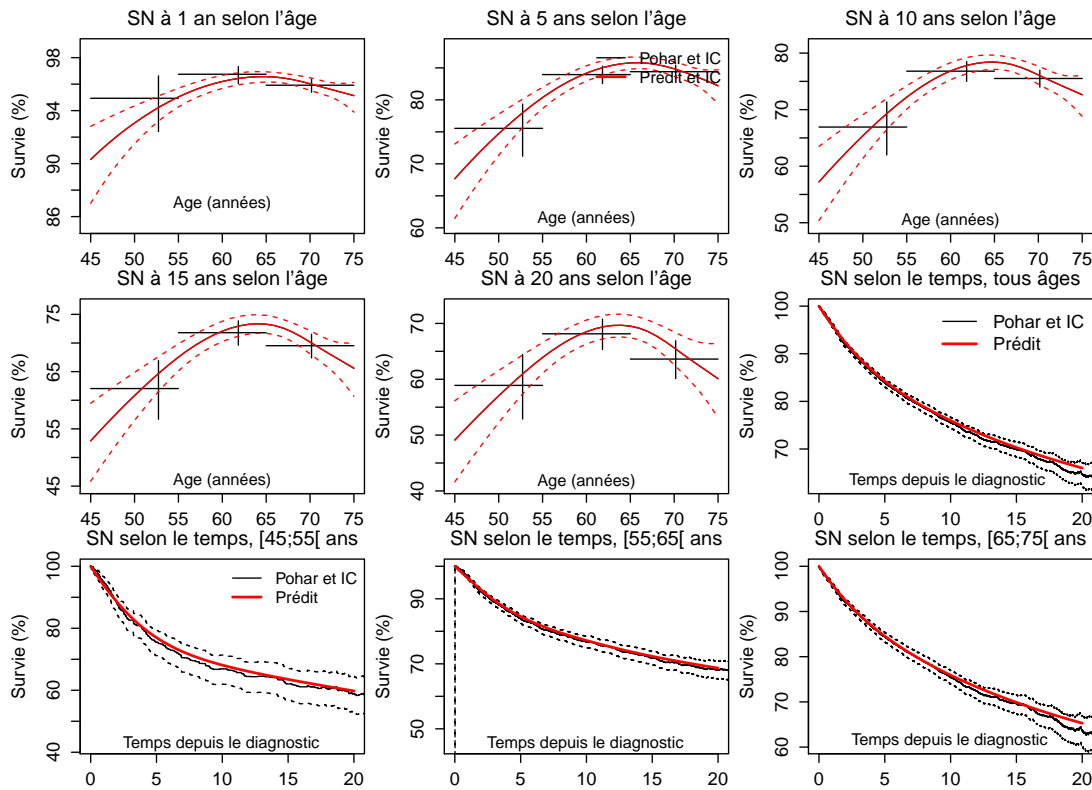 SN à 1 an selon l'âge
Survie (%)
86 90 94 98
Age (années)
45 50 55 60 65 70 75
SN à 5 ans selon l'âge
Survie (%)
60 70 80
Pohar et IC
Prédit et IC
Age (années)
45 50 55 60 65 70 75
SN à 10 ans selon l'âge
Survie (%)
50 60 70 80
Age (années)
45 50 55 60 65 70 75
SN à 15 ans selon l'âge
Survie (%)
45 55 65 75
Age (années)
45 50 55 60 65 70 75
SN à 20 ans selon l'âge
Survie (%)
40 50 60 70
Age (années)
45 50 55 60 65 70 75
SN selon le temps, tous âges
Survie (%)
70 80 90 100
Pohar et IC
Prédit
Temps depuis le diagnostic
0 5 10 15 20
SN selon le temps, [45;55[ ans
Survie (%)
40 60 80 100
Pohar et IC
Prédit
Temps depuis le diagnostic
0 5 10 15 20
SN selon le temps, [55;65[ ans
Survie (%)
50 70 90
Temps depuis le diagnostic
0 5 10 15 20
SN selon le temps, [65;75[ ans
Survie (%)
60 70 80 90 100
Temps depuis le diagnostic
0 5 10 15 20